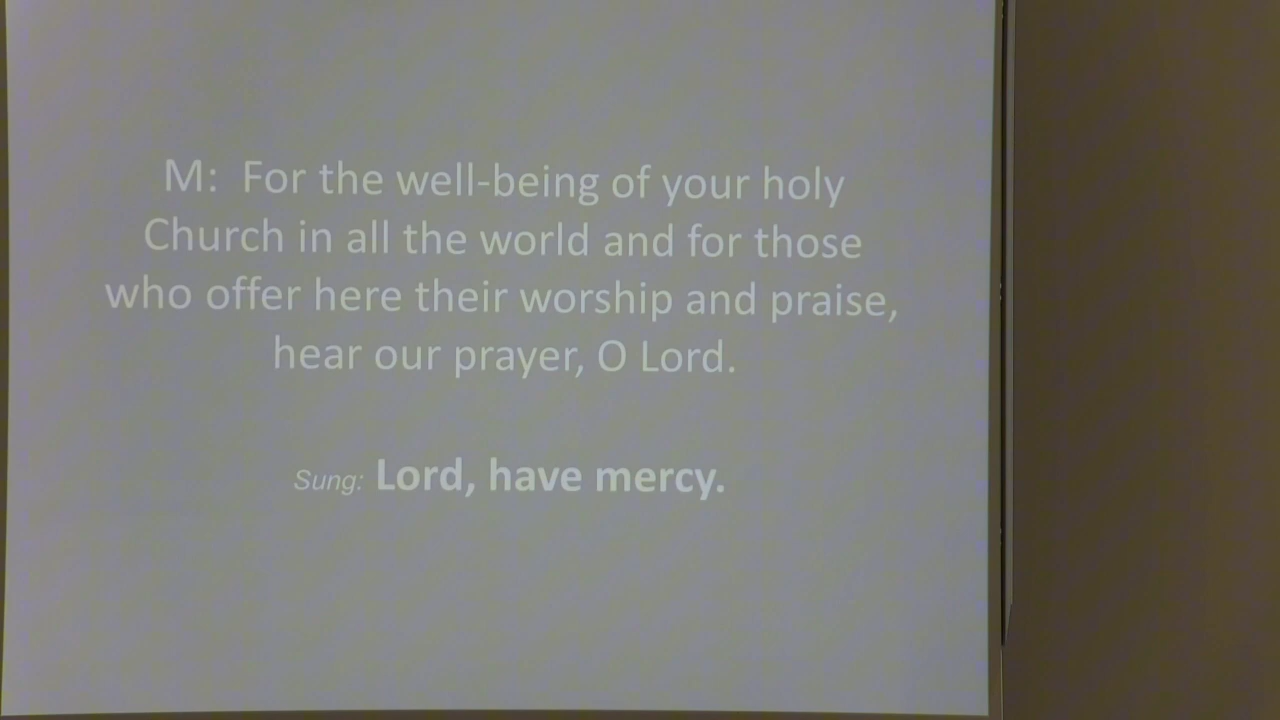 M: For the well-being of your holy
Church in all the world and for those
who offer here their worship and praise,
hear our prayer, O Lord.
Sung: Lord, have mercy.